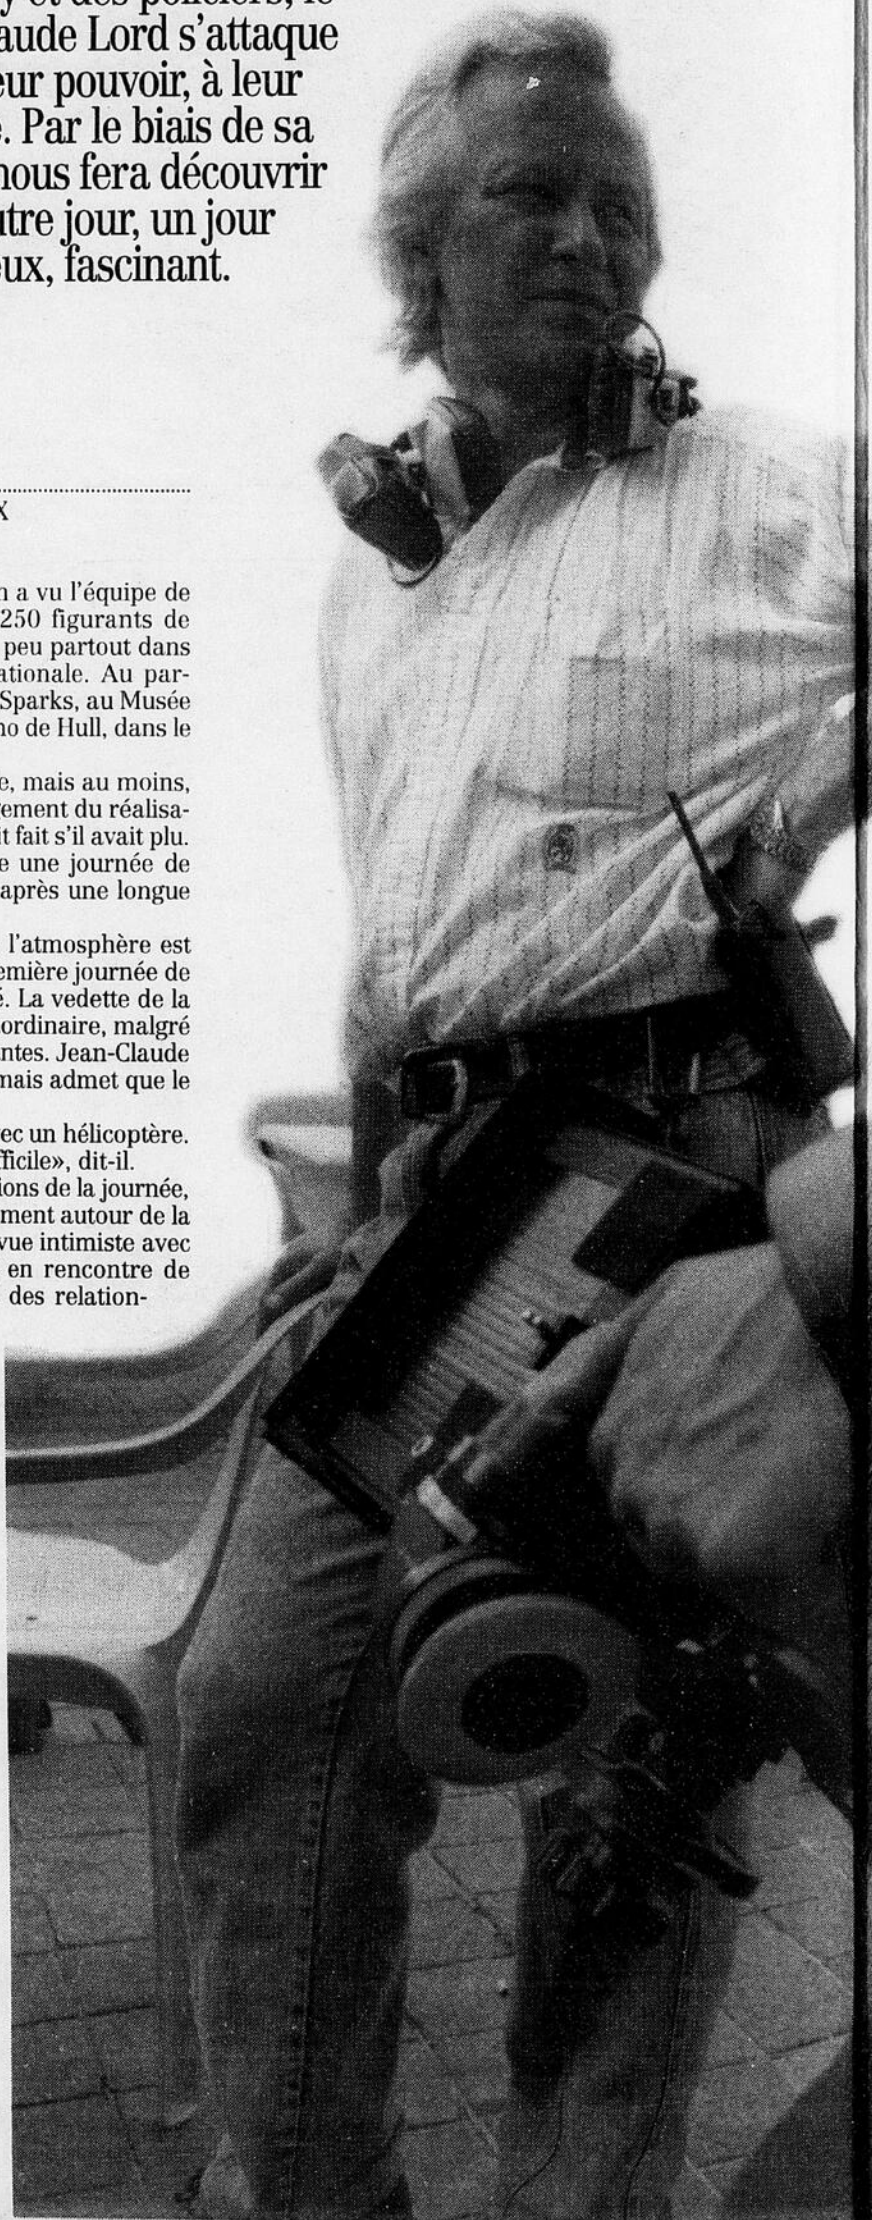 y et des policiers, le
aude Lord s'attaque
eur pouvoir, à leur
e. Par le biais de sa
nous fera découvrir
utre jour, un jour
eux, fascinant.
X
n a vu l'équipe de
250 figurants de
peu partout dans
ationale. Au par-
Sparks, au Musée
no de Hull, dans le
e, mais au moins,
gement du réalisa-
it fait s'il avait plu.
e une journée de
après une longue
l'atmosphère est
emière journée de
é. La vedette de la
ordinaire, malgré
ntes. Jean-Claude
mais admet que le
ec un hélicoptère.
fficile», dit-il.
ions de la journée,
ment autour de la
vue intimiste avec
en rencontre de
des relation-